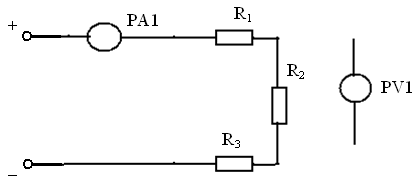 +
PA1
R1
R2
PV1
R3
–